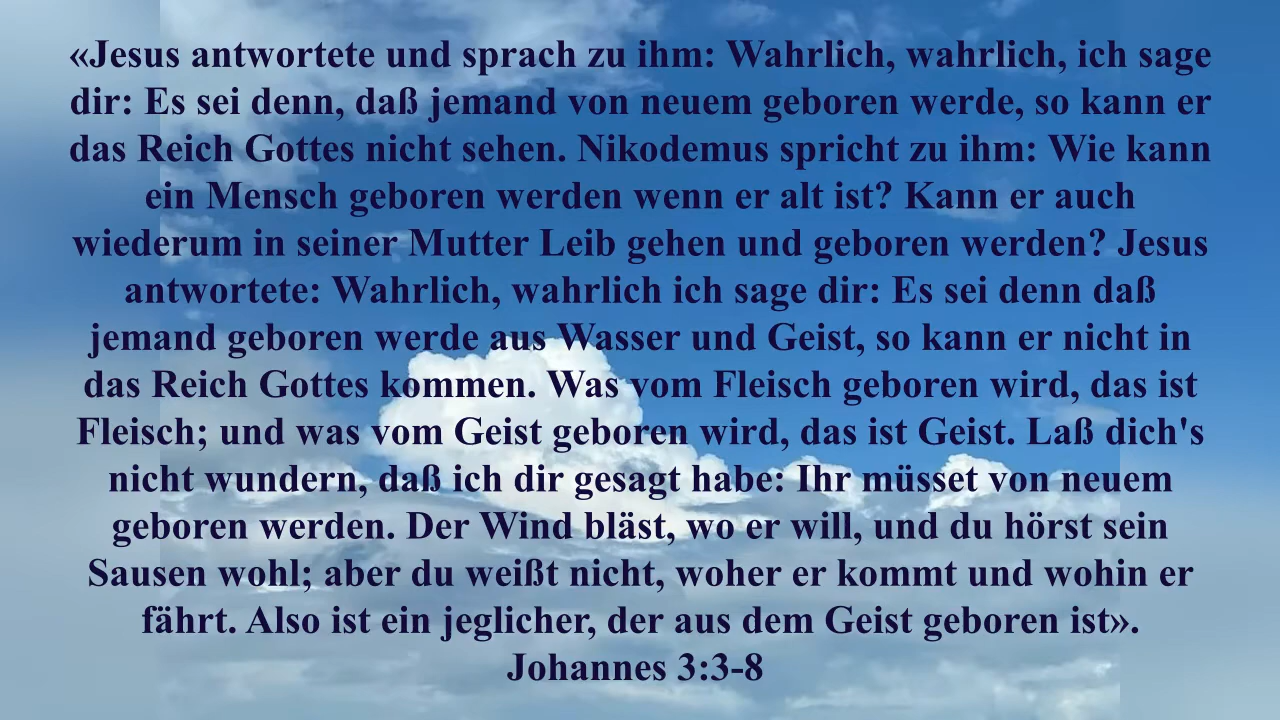 «Jesus antwortete und sprach zu ihm: Wahrlich, wahrlich, ich sage
dir: Es sei denn, daß jemand von neuem geboren werde, so kann er
das Reich Gottes nicht sehen. Nikodemus spricht zu ihm: Wie kann
ein Mensch geboren werden wenn er alt ist? Kann er auch
wiederum in seiner Mutter Leib gehen und geboren werden? Jesus
antwortete: Wahrlich, wahrlich ich sage dir: Es sei denn daß
jemand geboren werde aus Wasser und Geist, so kann er nicht in
das Reich Gottes kommen. Was vom Fleisch geboren wird, das ist
Fleisch; und was vom Geist geboren wird, das ist Geist. Laß dich's
nicht wundern, daß ich dir gesagt habe: Ihr müsset von neuem
geboren werden. Der Wind bläst, wo er will, und du hörst sein
Sausen wohl; aber du weißt nicht, woher er kommt und wohin er
fährt. Also ist ein jeglicher, der aus dem Geist geboren ist».
Johannes 3:3-8